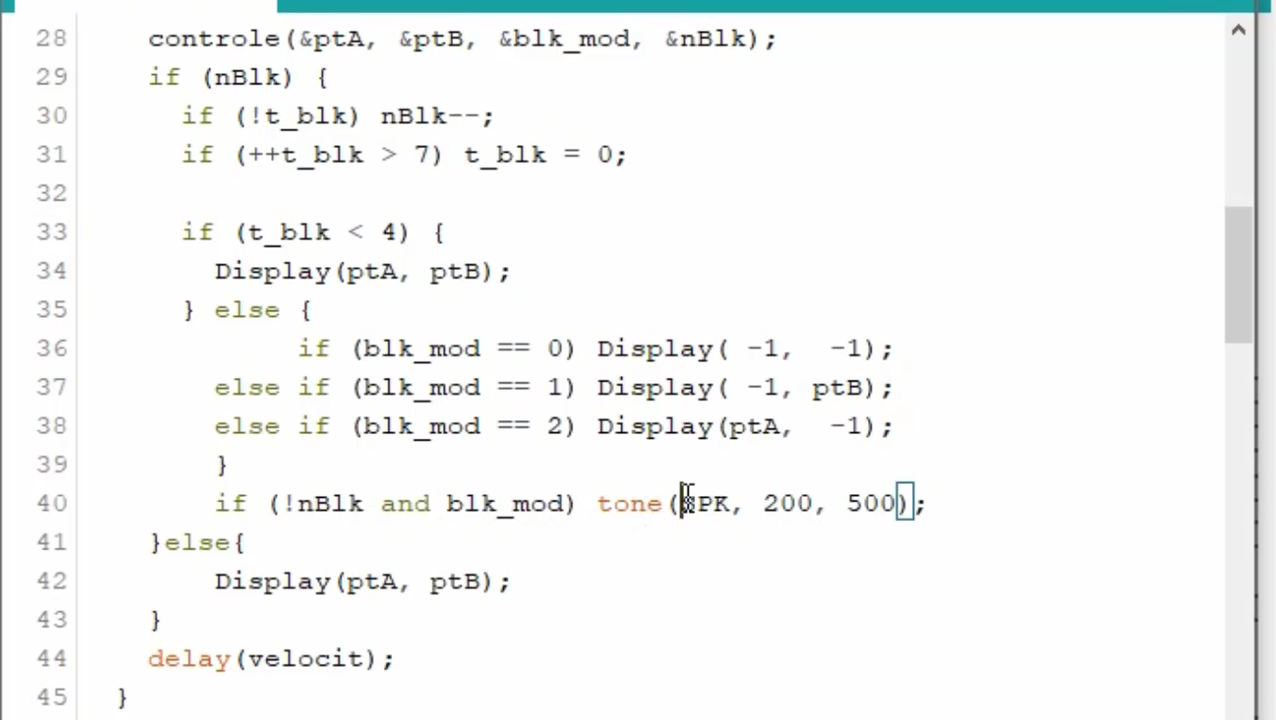 28 controle(&ptA, &ptB, &blk_mod, &nBlk);
29 if (nBlk) {
30 if (!t_blk) nBlk--;
31 if (++t_blk > 7) t_blk = 0;
32
33 if (t_blk < 4) {
34 Display(ptA, ptB);
35 } else {
36 if (blk_mod == 0) Display( -1,  -1);
37 else if (blk_mod == 1) Display( -1, ptB);
38 else if (blk_mod == 2) Display(ptA,  -1);
39 }
40 if (!nBlk and blk_mod) tone(SPK, 200, 500);
41 }else{
42 Display(ptA, ptB);
43 }
44 delay(velocit);
45 }